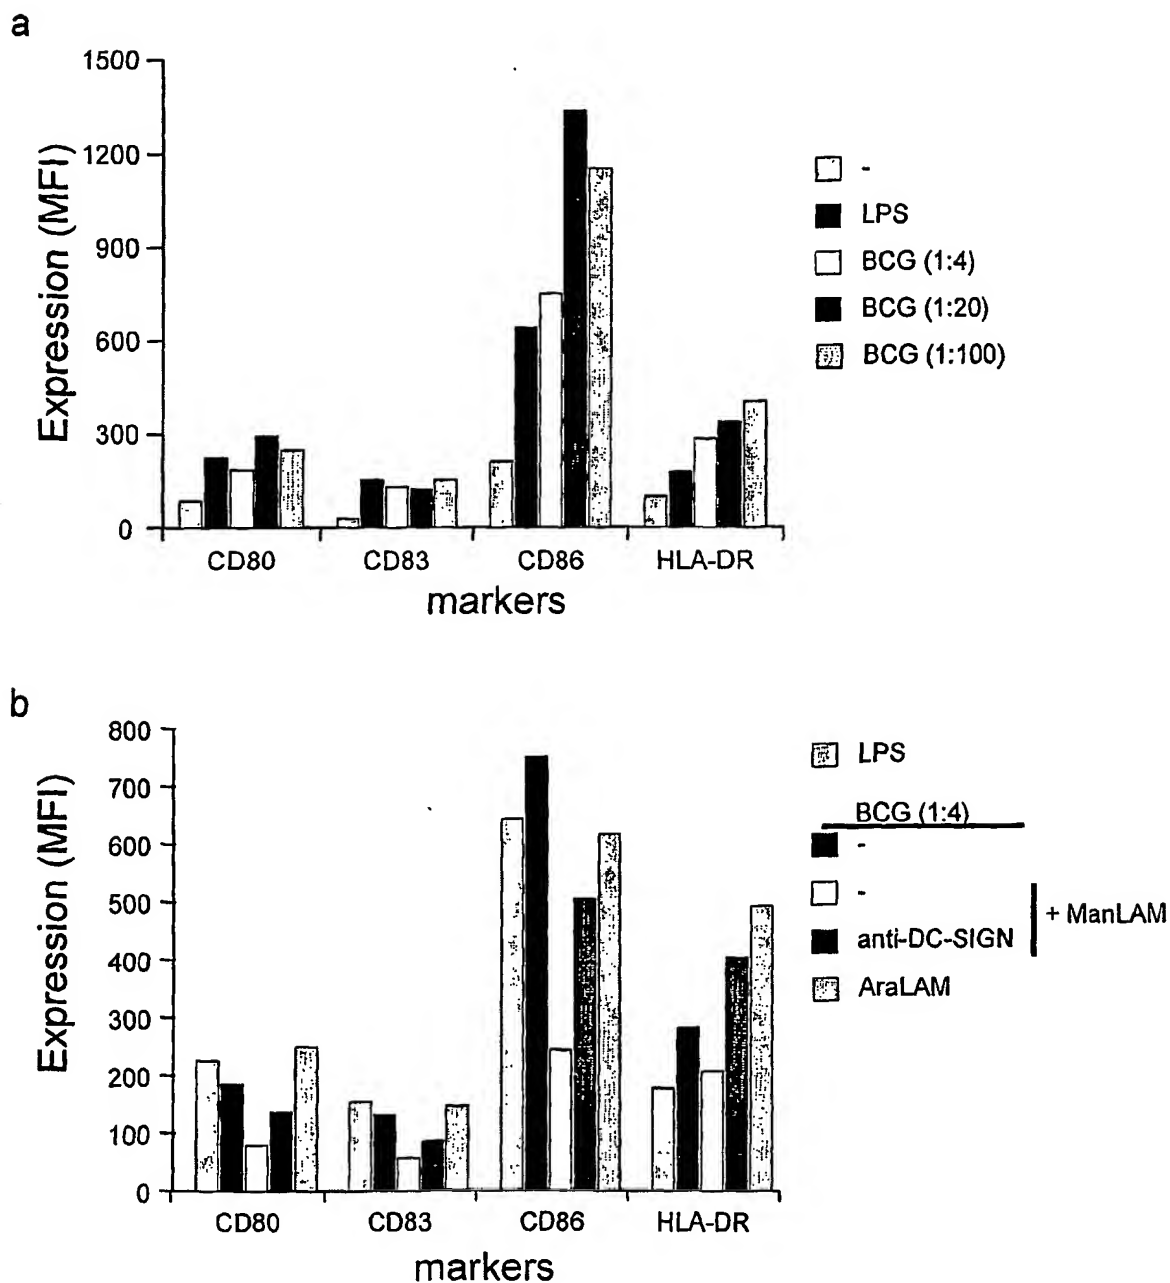 a
1500
1200
900
600
300
0
Expression (MFI)
CD80 CD83 CD86 HLA-DR
markers
-
LPS
BCG (1:4)
BCG (1:20)
BCG (1:100)
b
800
700
600
500
400
300
200
100
0
Expression (MFI)
CD80 CD83 CD86 HLA-DR
markers
LPS
BCG (1:4)
-
-
anti-DC-SIGN
+ ManLAM
AraLAM